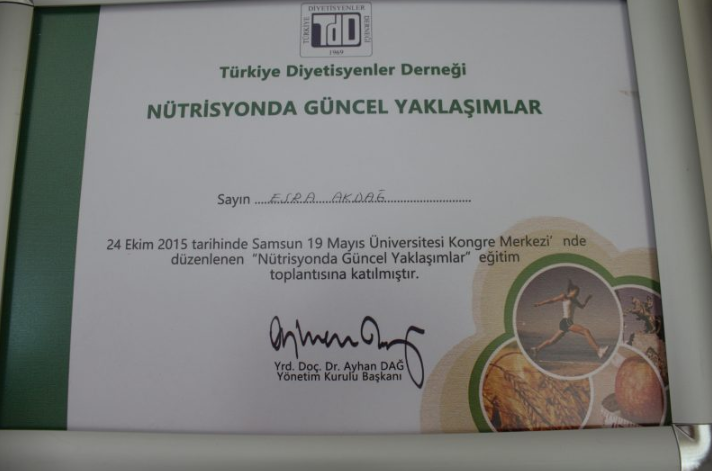 TÜRKİYE DİYETİSYENLER DERNEĞİ
TDD
1969
Türkiye Diyetisyenler Derneği
NÜTRİSYONDA GÜNCEL YAKLAŞIMLAR
Sayın ....ESRA AKDAĞ............................
24 Ekim 2015 tarihinde Samsun 19 Mayıs Üniversitesi Kongre Merkezi’ nde
düzenlenen “Nütrisyonda Güncel Yaklaşımlar” eğitim
toplantısına katılmıştır.
Yrd. Doç. Dr. Ayhan DAĞ
Yönetim Kurulu Başkanı